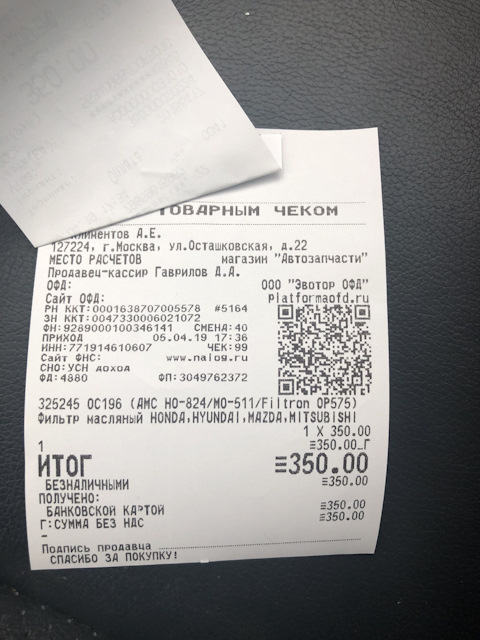 ТОВАРНЫМ ЧЕКОМ
Климентов А.Е.
127224, г.Москва, ул.Осташковская, д.22
МЕСТО РАСЧЕТОВ магазин "Автозапчасти"
Продавец-кассир Гаврилов Д.А.
ОФД: ООО "Эвотор ОФД"
Сайт ОФД: platformaofd.ru
РН ККТ:0001638707005578 #5164
ЗН ККТ:00473300060210​72
ФН:9289000100346141 СМЕНА:40
ПРИХОД 05.04.19 17:36
ИНН:771914610607 ЧЕК:99
Сайт ФНС: www.nalog.ru
СНО:УСН доход
ФД:4880 ФП:3049762372
325245 OC196 (AMC HO-824/MO-511/Filtron OP575)
Фильтр масляный HONDA,HYUNDAI,MAZDA,MITSUBISHI
1 X 350.00
1 ≡350.00_Г
ИТОГ ≡350.00
БЕЗНАЛИЧНЫМИ ≡350.00
ПОЛУЧЕНО:
БАНКОВСКОЙ КАРТОЙ ≡350.00
Г:СУММА БЕЗ НДС ≡350.00
-
Подпись продавца
СПАСИБО ЗА ПОКУПКУ!